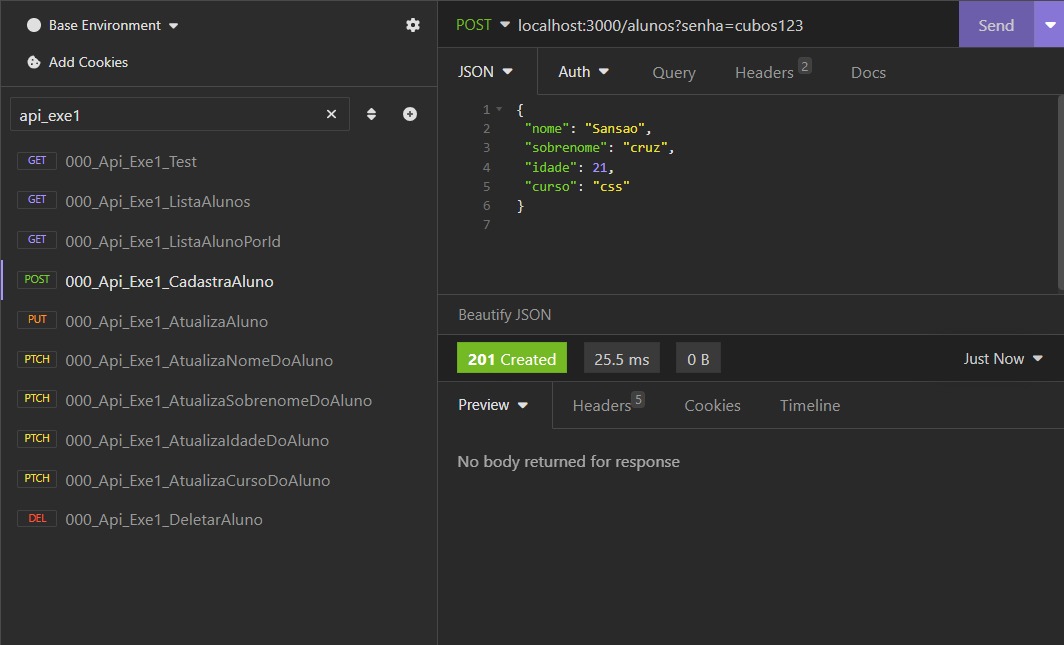 Base Environment
Add Cookies
api_exe1
GET 000_Api_Exe1_Test
GET 000_Api_Exe1_ListaAlunos
GET 000_Api_Exe1_ListaAlunoPorId
POST 000_Api_Exe1_CadastraAluno
PUT 000_Api_Exe1_AtualizaAluno
PTCH 000_Api_Exe1_AtualizaNomeDoAluno
PTCH 000_Api_Exe1_AtualizaSobrenomeDoAluno
PTCH 000_Api_Exe1_AtualizaIdadeDoAluno
PTCH 000_Api_Exe1_AtualizaCursoDoAluno
DEL 000_Api_Exe1_DeletarAluno
POST localhost:3000/alunos?senha=cubos123 Send
JSON Auth Query Headers 2 Docs
1 {
2 "nome": "Sansao",
3 "sobrenome": "cruz",
4 "idade": 21,
5 "curso": "css"
6 }
7
Beautify JSON
201 Created 25.5 ms 0 B Just Now
Preview Headers 5 Cookies Timeline
No body returned for response